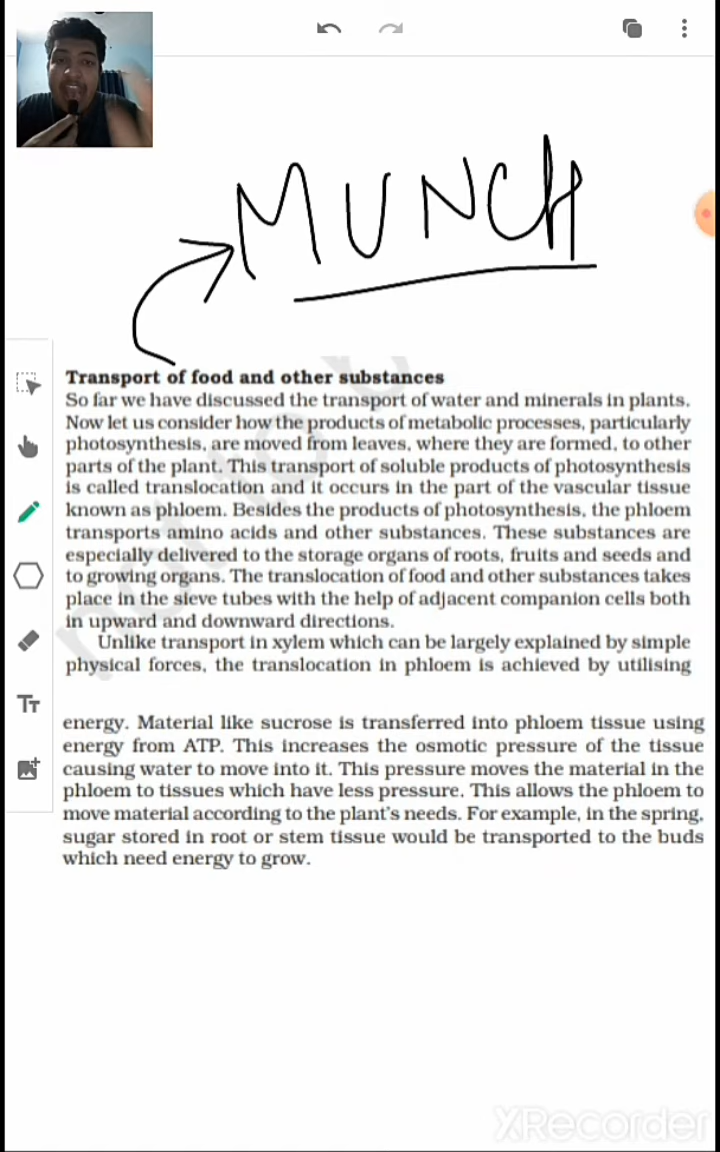 MUNCH
Transport of food and other substances
So far we have discussed the transport of water and minerals in plants.
Now let us consider how the products of metabolic processes, particularly
photosynthesis, are moved from leaves, where they are formed, to other
parts of the plant. This transport of soluble products of photosynthesis
is called translocation and it occurs in the part of the vascular tissue
known as phloem. Besides the products of photosynthesis, the phloem
transports amino acids and other substances. These substances are
especially delivered to the storage organs of roots, fruits and seeds and
to growing organs. The translocation of food and other substances takes
place in the sieve tubes with the help of adjacent companion cells both
in upward and downward directions.
Unlike transport in xylem which can be largely explained by simple
physical forces, the translocation in phloem is achieved by utilising
energy. Material like sucrose is transferred into phloem tissue using
energy from ATP. This increases the osmotic pressure of the tissue
causing water to move into it. This pressure moves the material in the
phloem to tissues which have less pressure. This allows the phloem to
move material according to the plant's needs. For example, in the spring,
sugar stored in root or stem tissue would be transported to the buds
which need energy to grow.
TT
XRecorder